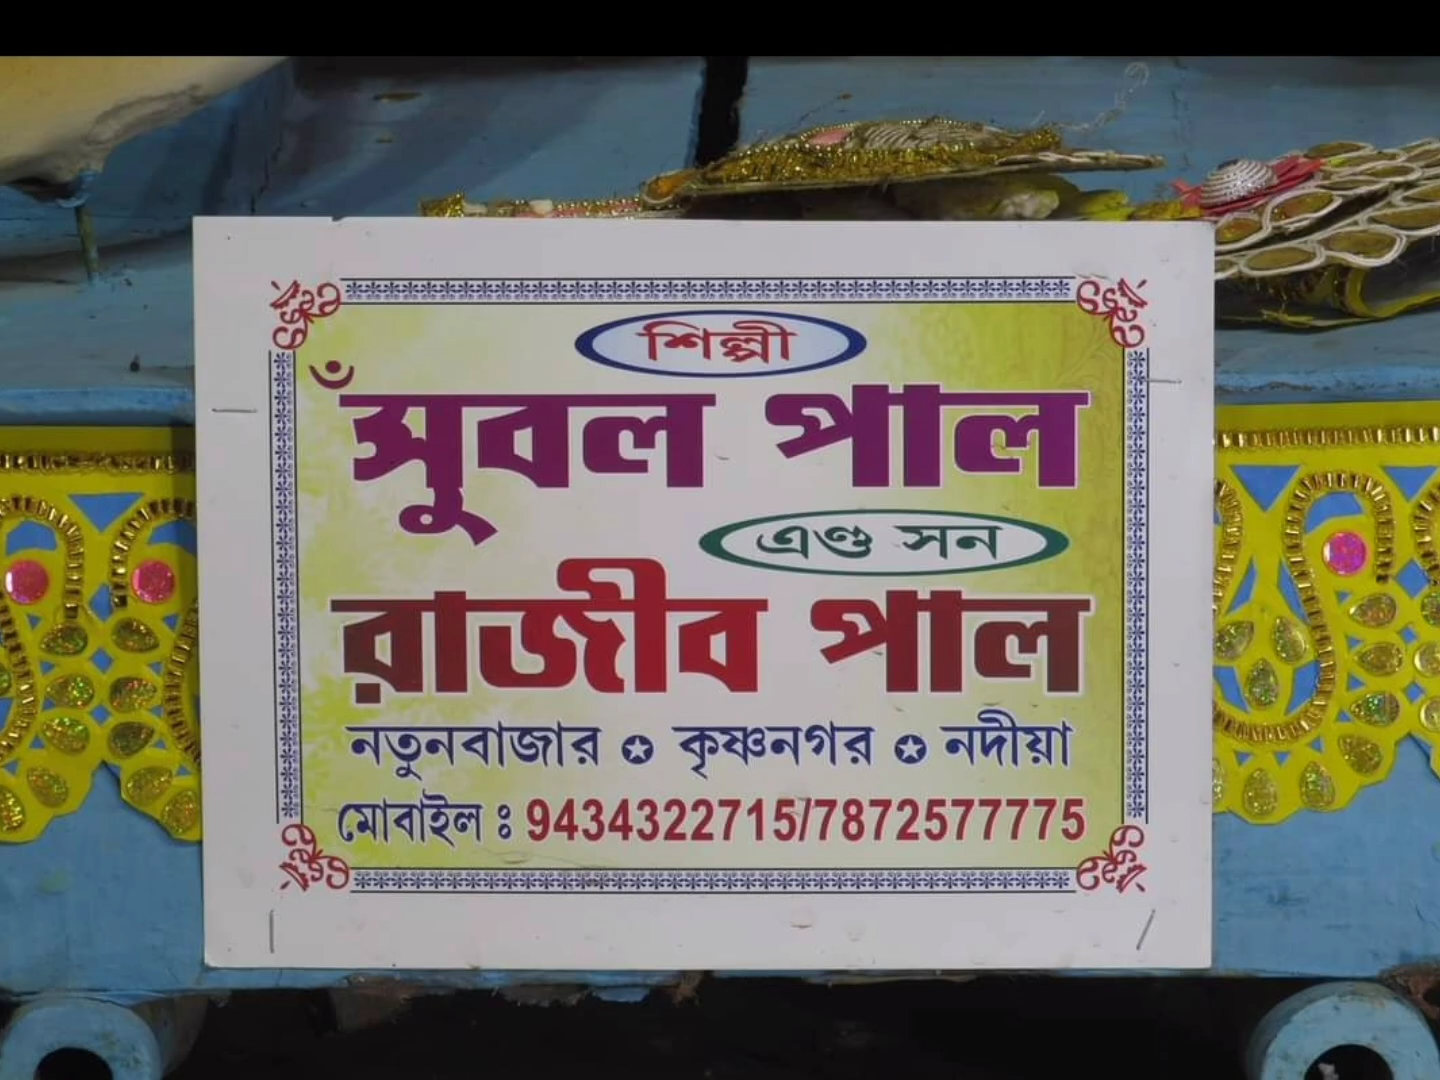 শিল্পী
ঁসুবল পাল
এণ্ড সন
রাজীব পাল
নতুনবাজার ✪ কৃষ্ণনগর ✪ নদীয়া
মোবাইল : 9434322715/7872577775